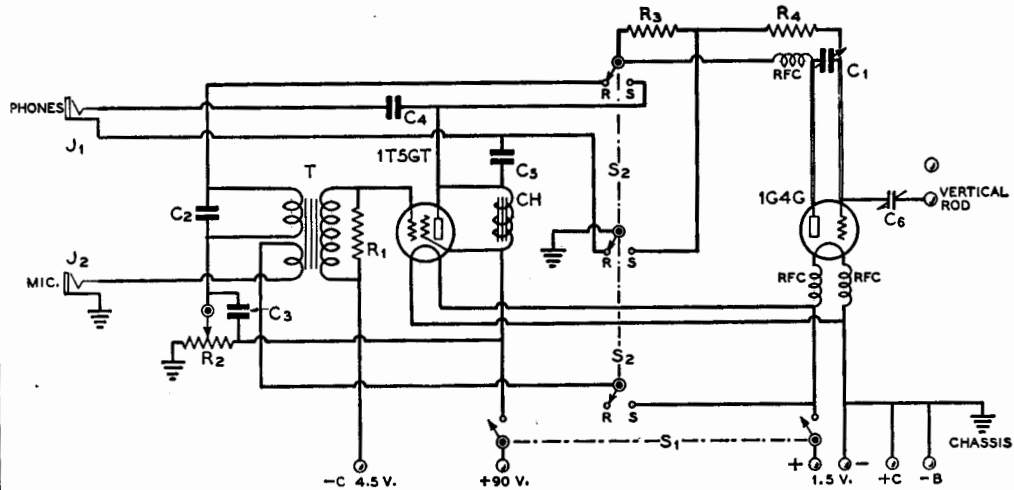 R3
R4
RFC
C1
R
S
PHONES
J1
C4
1T5GT
C5
S2
CH
1G4G
C6
VERTICAL
ROD
T
C2
R1
R
S
RFC
RFC
J2
MIC.
C3
R2
S2
R
S
S1
CHASSIS
-C 4.5 V.
+90 V.
+
1.5 V.
-
+C
-B